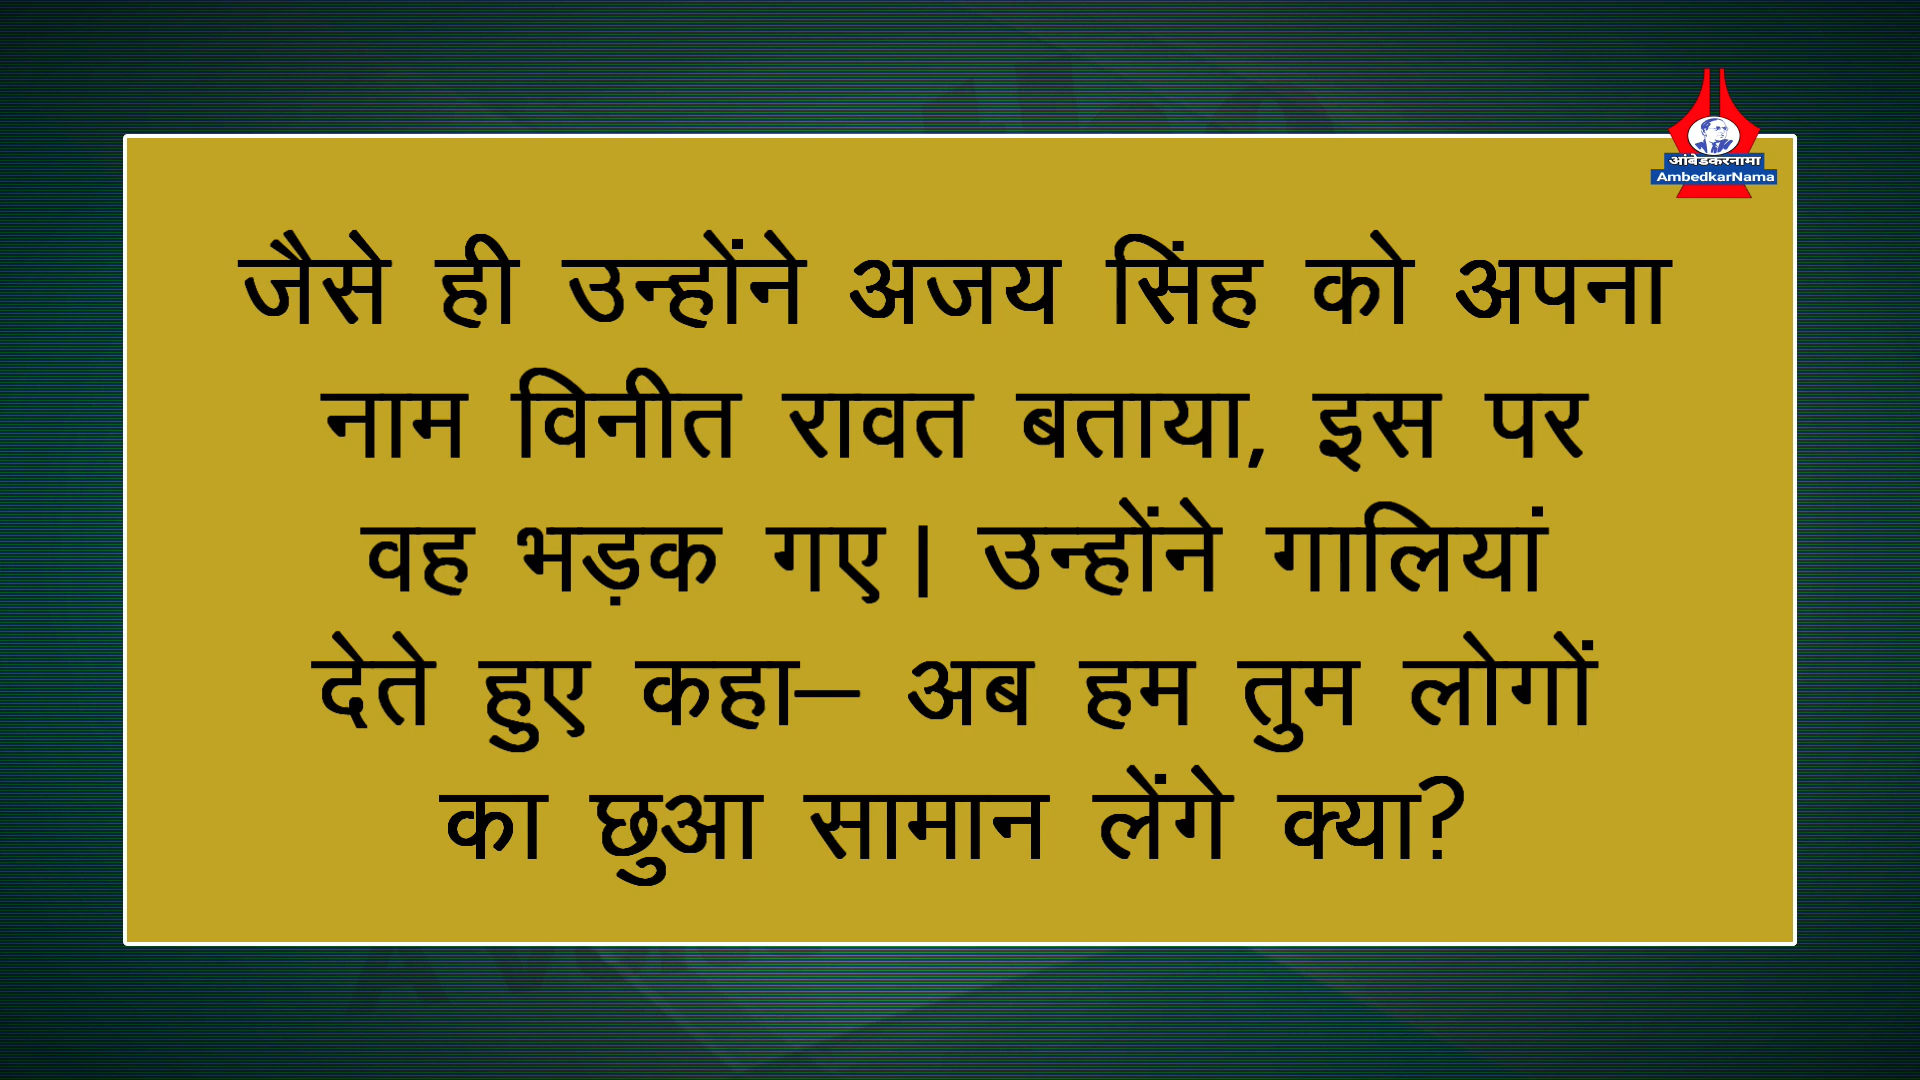 आंबेडकरनामा
AmbedkarNama
जैसे ही उन्होंने अजय सिंह को अपना
नाम विनीत रावत बताया, इस पर
वह भड़क गए। उन्होंने गालियां
देते हुए कहा– अब हम तुम लोगों
का छुआ सामान लेंगे क्या?